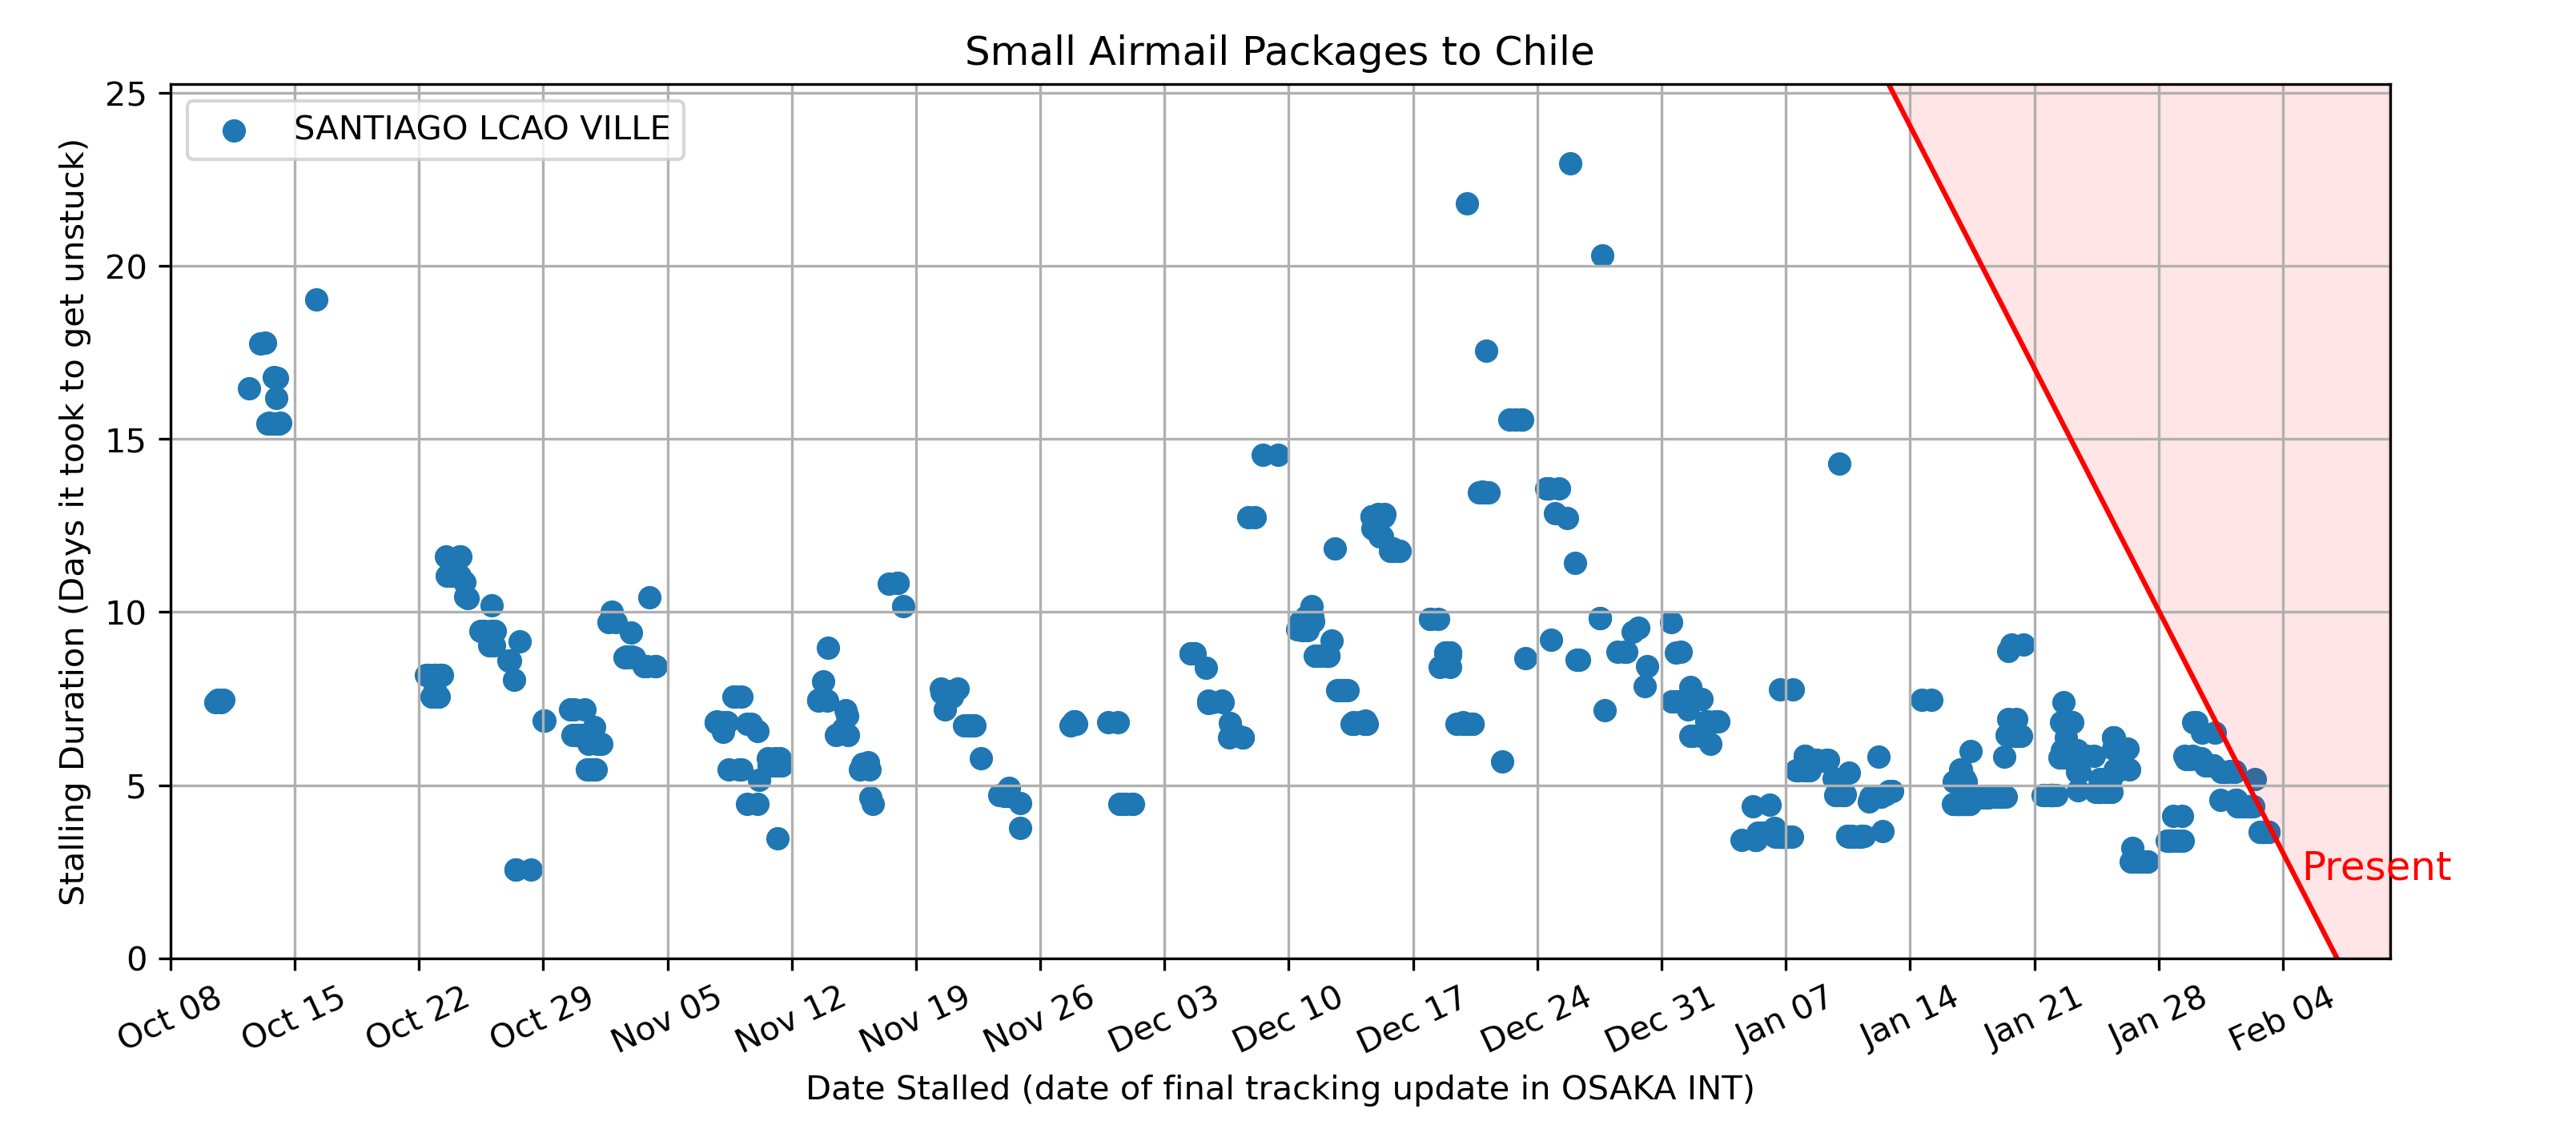 Small Airmail Packages to Chile
SANTIAGO LCAO VILLE
Stalling Duration (Days it took to get unstuck)
25
20
15
10
5
0
Present
Oct 08
Oct 15
Oct 22
Oct 29
Nov 05
Nov 12
Nov 19
Nov 26
Dec 03
Dec 10
Dec 17
Dec 24
Dec 31
Jan 07
Jan 14
Jan 21
Jan 28
Feb 04
Date Stalled (date of final tracking update in OSAKA INT)